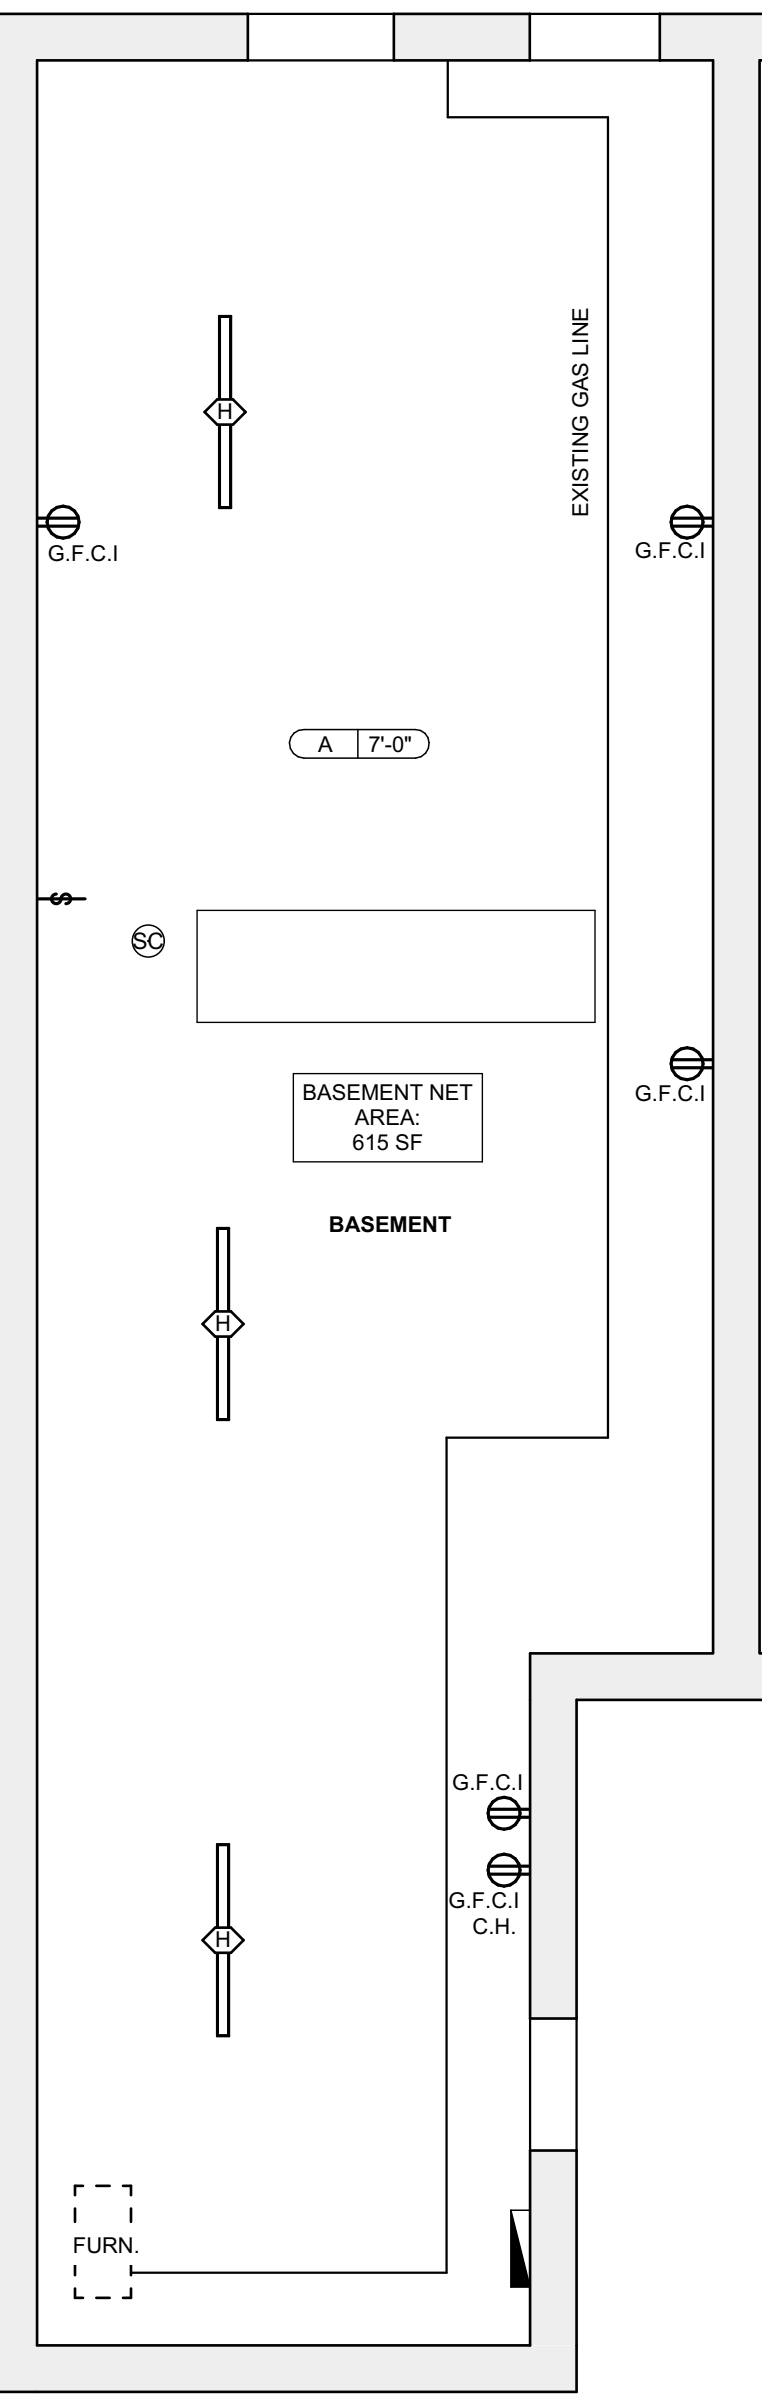 EXISTING GAS LINE
H
G.F.C.I
G.F.C.I
A 7'-0"
S
SC
G.F.C.I
BASEMENT NET
AREA:
615 SF
BASEMENT
H
G.F.C.I
G.F.C.I
C.H.
H
FURN.